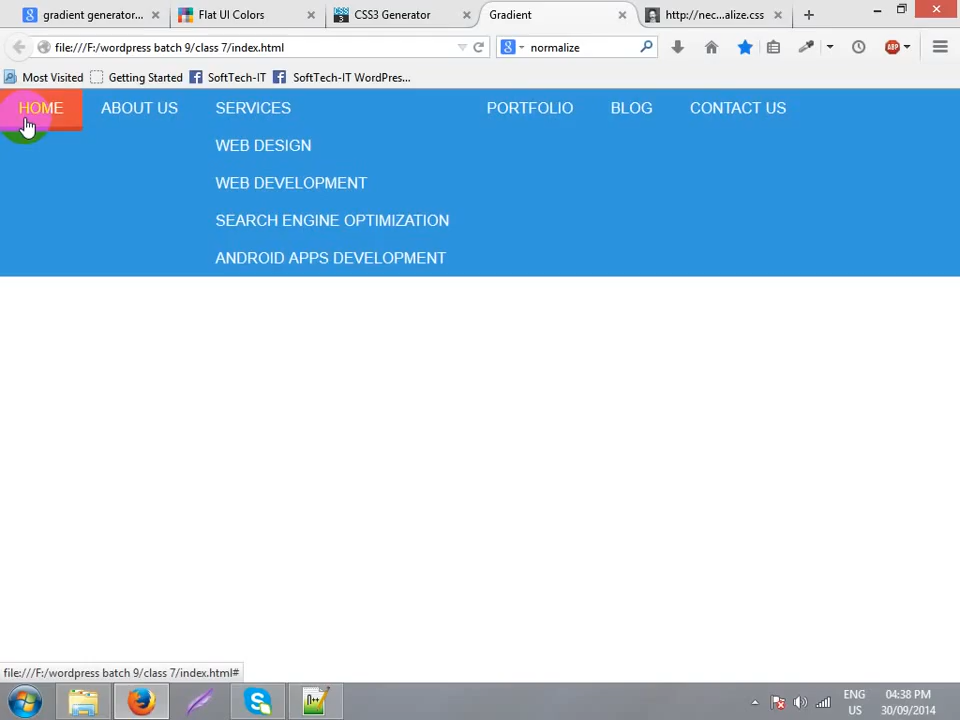 gradient generator...
Flat UI Colors
CSS3 Generator
Gradient
http://nec...alize.css
file:///F:/wordpress batch 9/class 7/index.html
normalize
ABP
Most Visited
Getting Started
SoftTech-IT
SoftTech-IT WordPres...
HOME
ABOUT US
SERVICES
PORTFOLIO
BLOG
CONTACT US
WEB DESIGN
WEB DEVELOPMENT
SEARCH ENGINE OPTIMIZATION
ANDROID APPS DEVELOPMENT
file:///F:/wordpress batch 9/class 7/index.html#
ENG
04:38 PM
US
30/09/2014